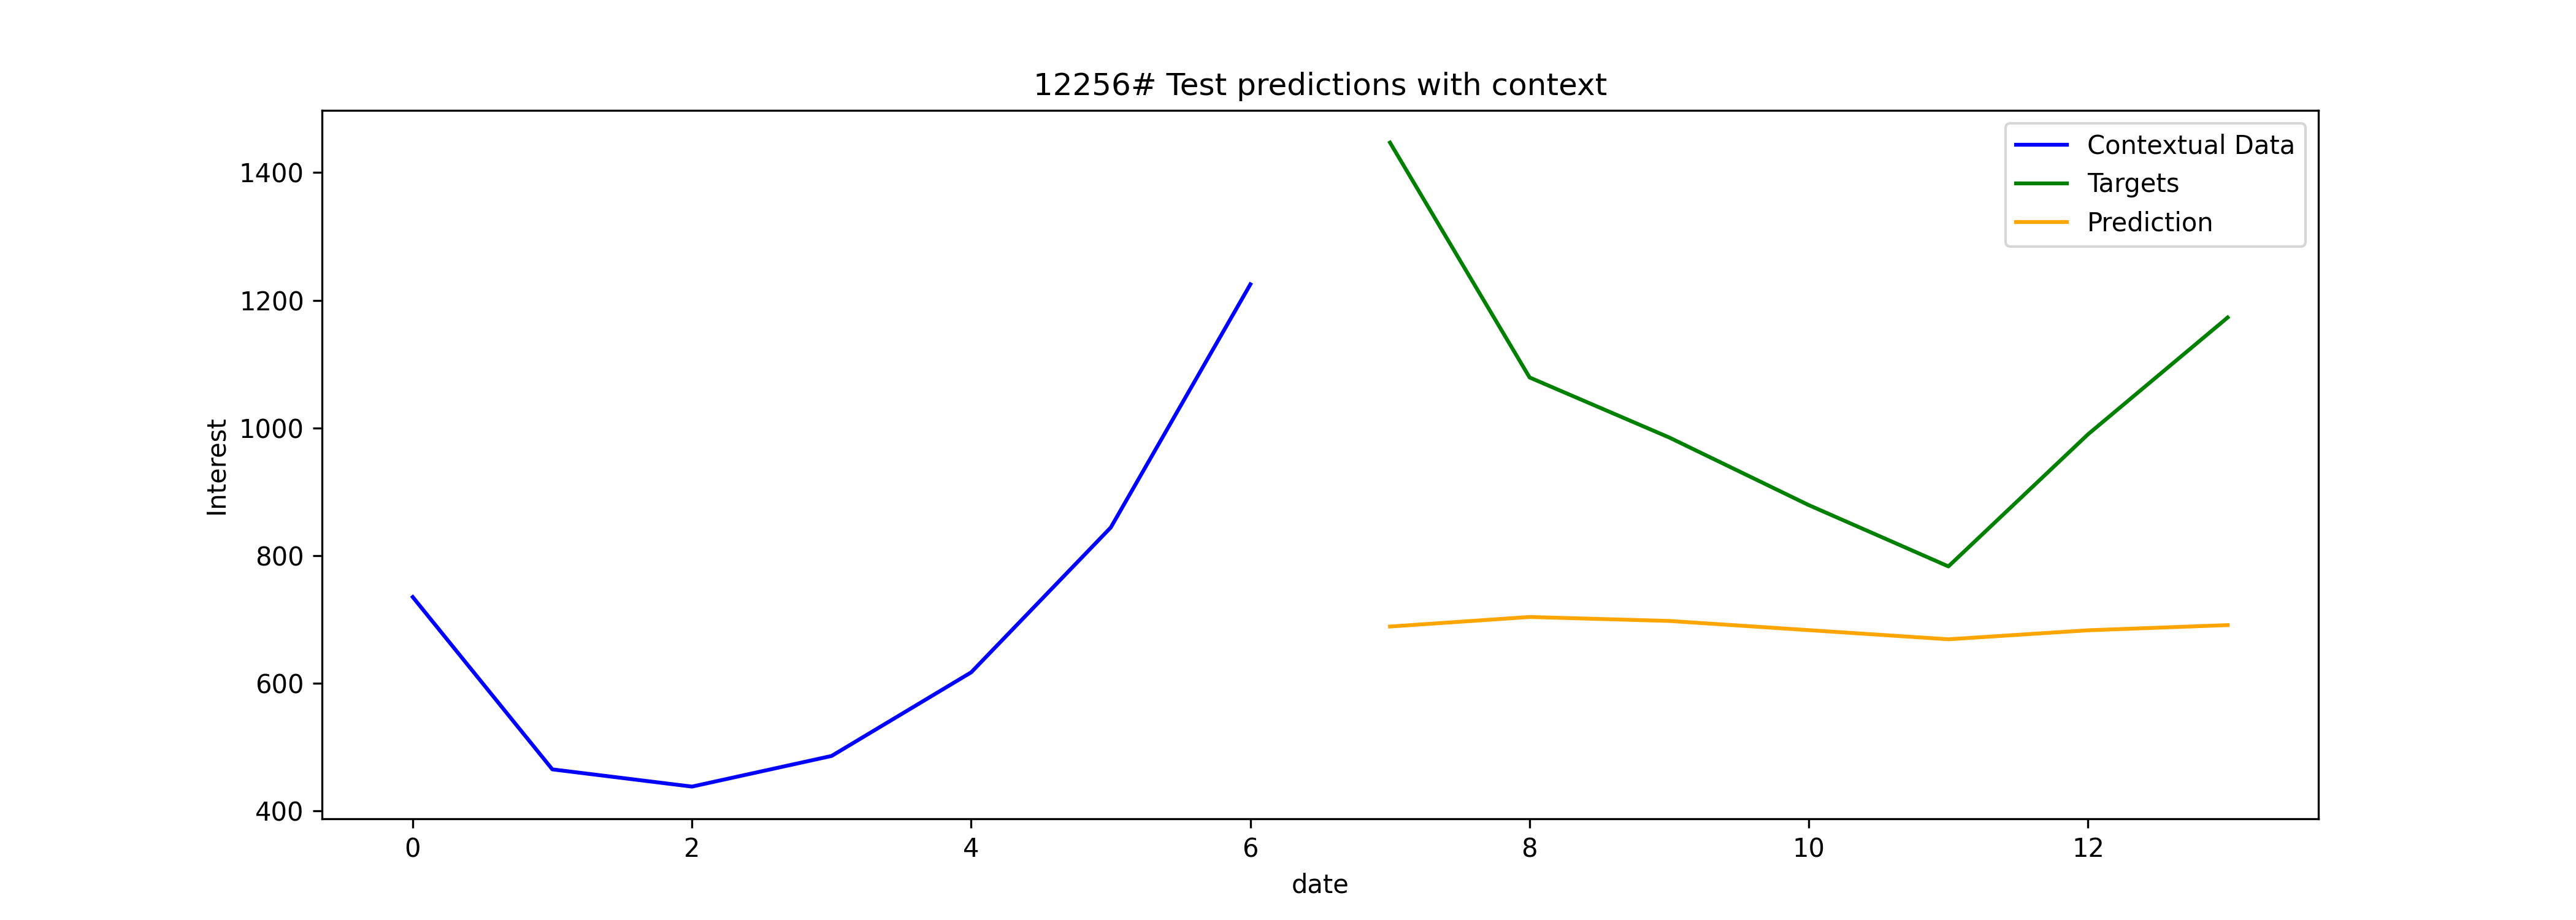 12256# Test predictions with context
Contextual Data
Targets
Prediction
Interest
1400
1200
1000
800
600
400
0 2 4 6 8 10 12
date